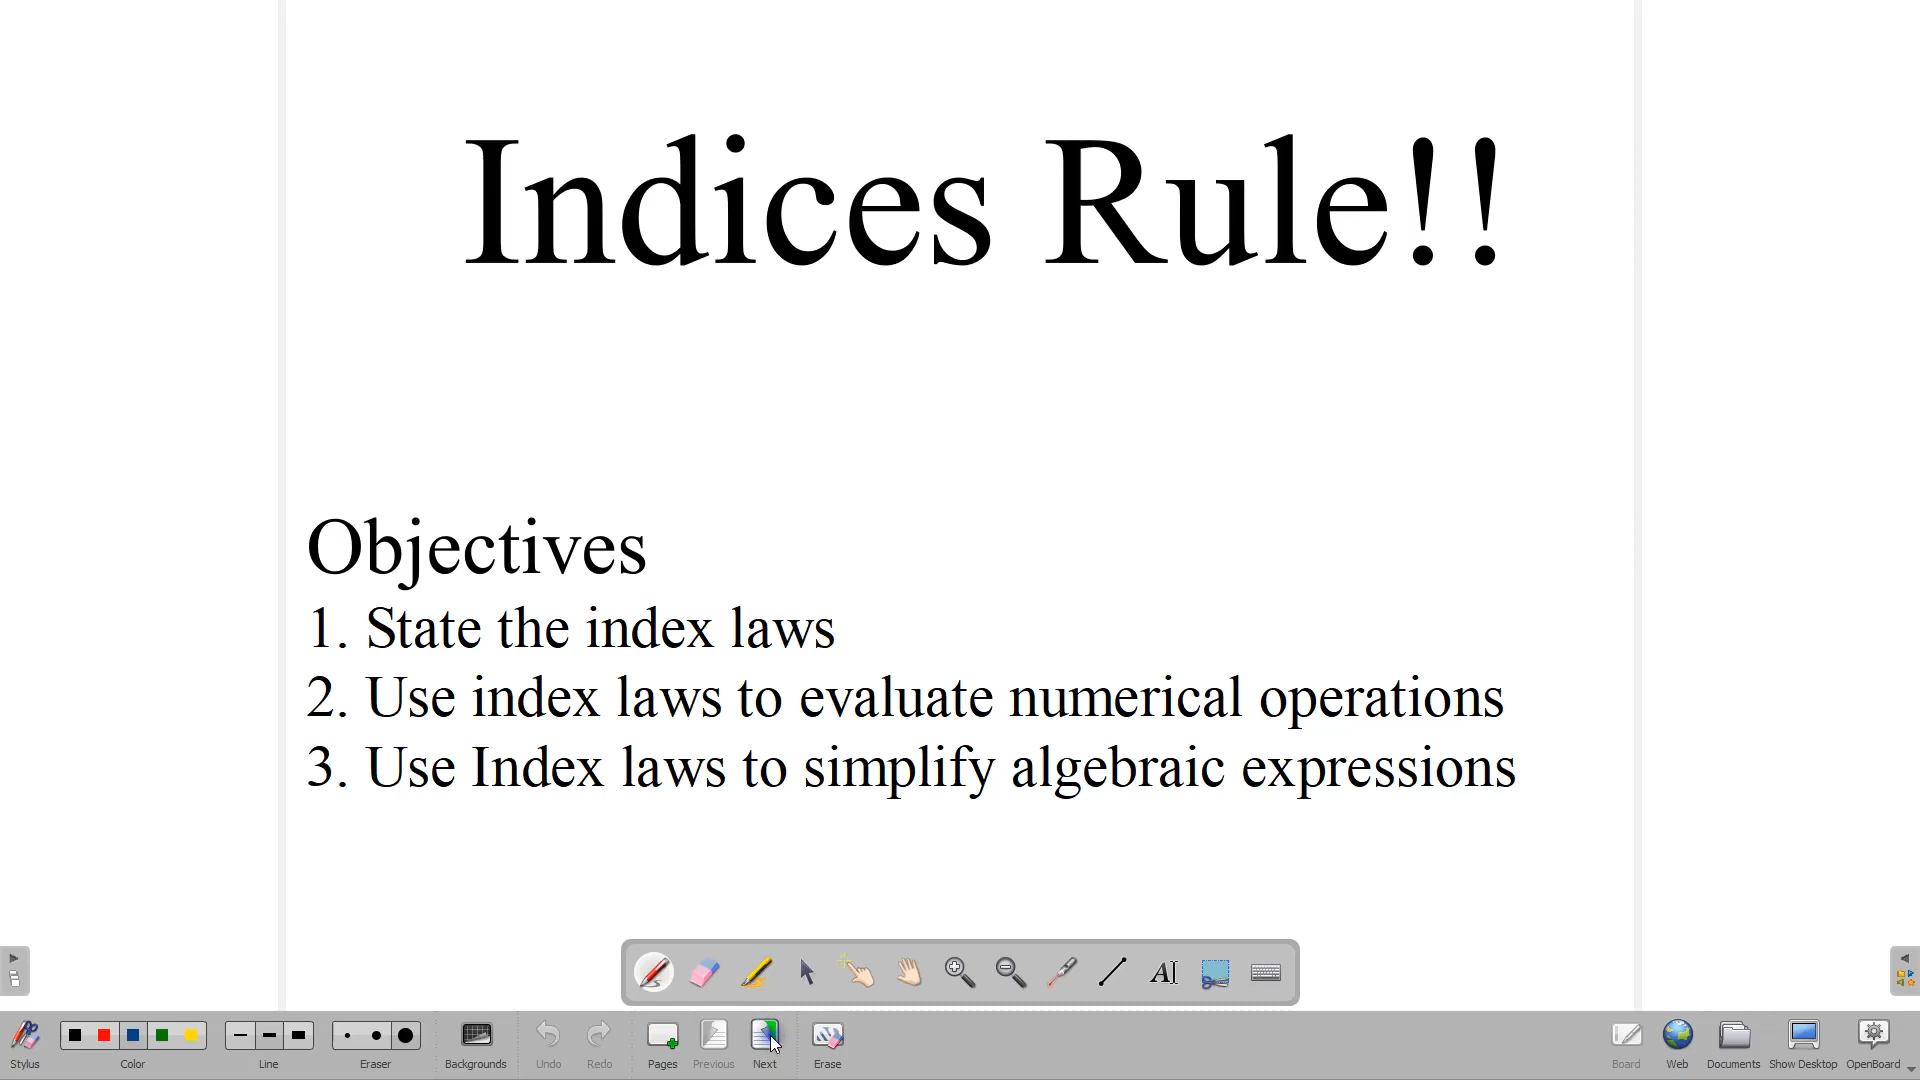 Indices Rule!!
Objectives
1. State the index laws
2. Use index laws to evaluate numerical operations
3. Use Index laws to simplify algebraic expressions
AI
Stylus
Color
Line
Eraser
Backgrounds
Undo
Redo
Pages
Previous
Next
Erase
Board
Web
Documents
Show Desktop
OpenBoard